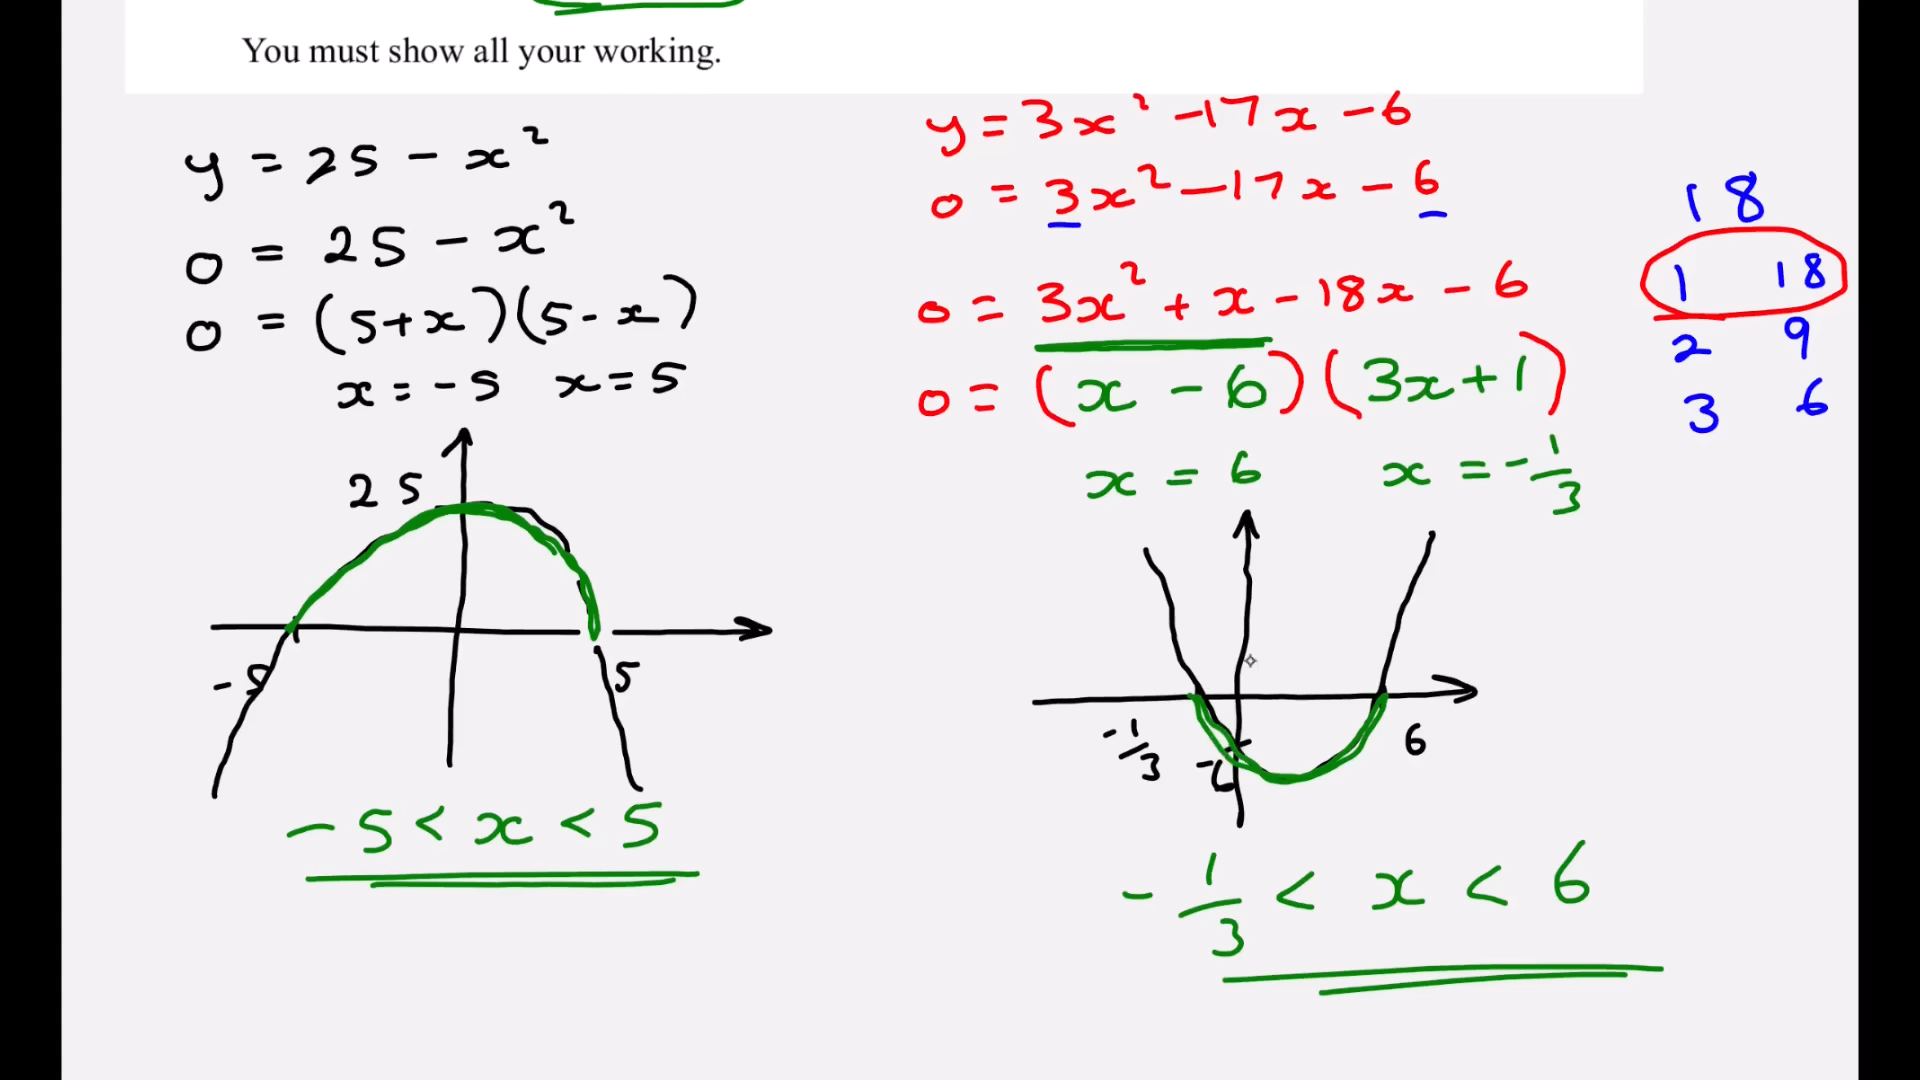 You must show all your working.
y = 25 - x²
0 = 25 - x²
0 = (5+x)(5-x)
x = -5 x = 5
25
-5
5
-5 < x < 5
y = 3x² - 17x - 6
0 = 3x² - 17x - 6
0 = 3x² + x - 18x - 6
0 = (x - 6)(3x + 1)
x = 6 x = -1/3
-1/3
-6
6
-1/3 < x < 6
18
1 18
2 9
3 6